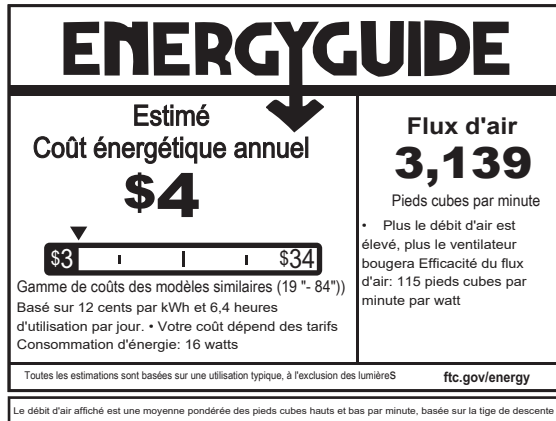 ENERGYGUIDE
Estimé
Coût énergétique annuel
$4
$3
$34
Gamme de coûts des modèles similaires (19 "- 84"))
Basé sur 12 cents par kWh et 6,4 heures
d'utilisation par jour. • Votre coût dépend des tarifs
Consommation d'énergie: 16 watts
Flux d'air
3,139
Pieds cubes par minute
• Plus le débit d'air est
élevé, plus le ventilateur
bougera Efficacité du flux
d'air: 115 pieds cubes par
minute par watt
Toutes les estimations sont basées sur une utilisation typique, à l'exclusion des lumièreS
ftc.gov/energy
Le débit d'air affiché est une moyenne pondérée des pieds cubes hauts et bas par minute, basée sur la tige de descente